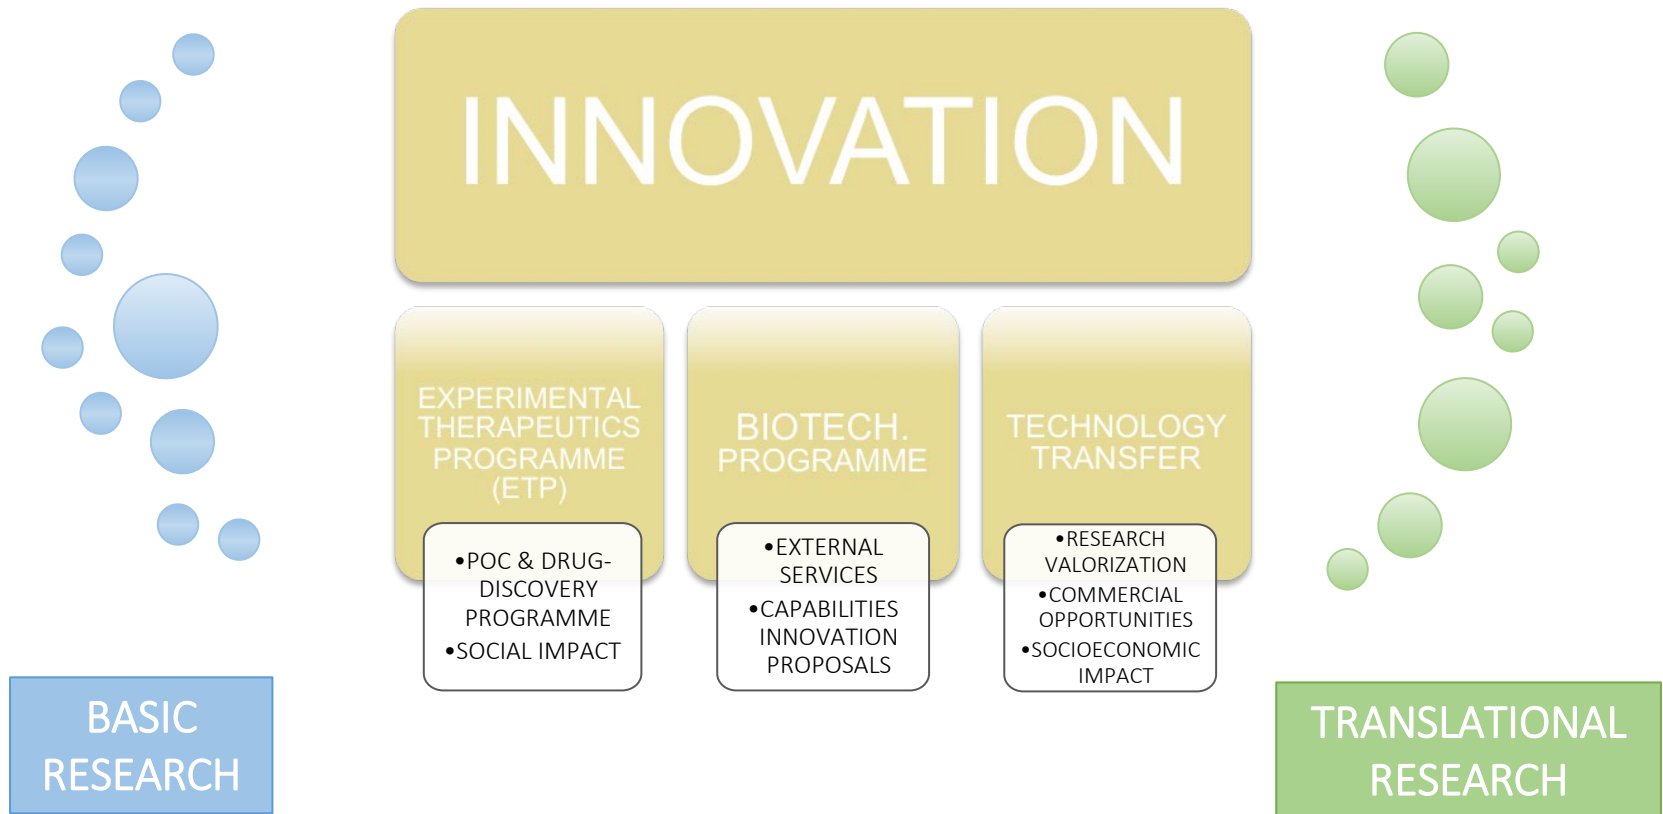 INNOVATION
EXPERIMENTAL
THERAPEUTICS
PROGRAMME
(ETP)
•POC & DRUG-
DISCOVERY
PROGRAMME
•SOCIAL IMPACT
BIOTECH.
PROGRAMME
•EXTERNAL
SERVICES
•CAPABILITIES
INNOVATION
PROPOSALS
TECHNOLOGY
TRANSFER
•RESEARCH
VALORIZATION
•COMMERCIAL
OPPORTUNITIES
•SOCIOECONOMIC
IMPACT
BASIC
RESEARCH
TRANSLATIONAL
RESEARCH